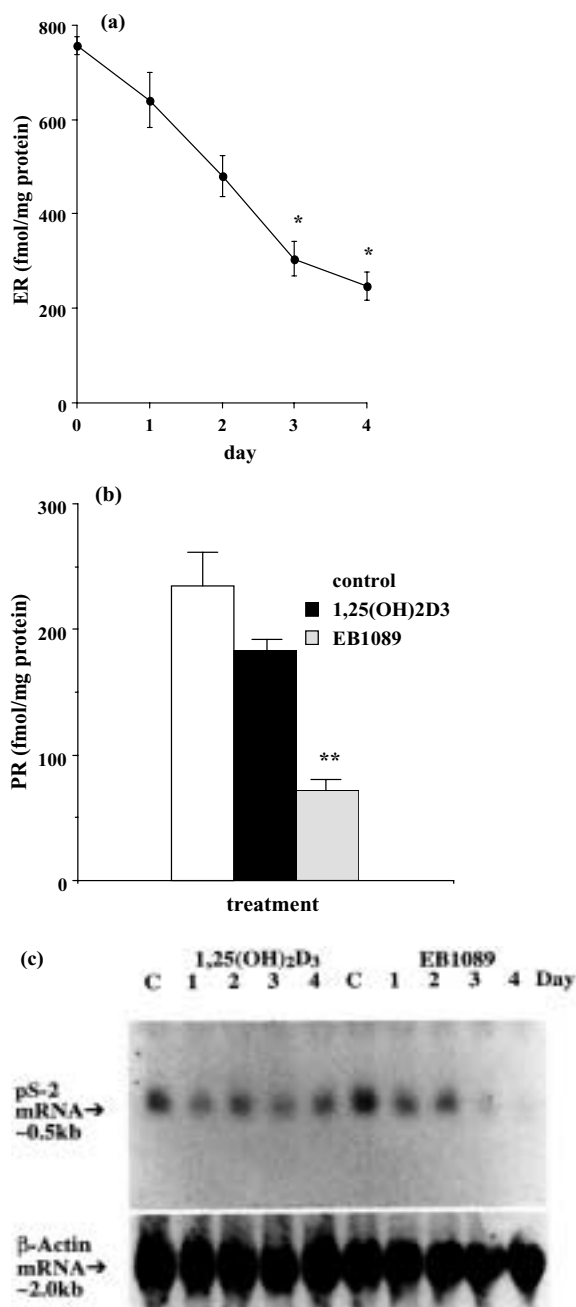 (a)
800
600
400
200
0
ER (fmol/mg protein)
*
*
0 1 2 3 4
day
(b)
300
200
100
0
PR (fmol/mg protein)
control
1,25(OH)2D3
EB1089
**
treatment
(c)
1,25(OH)₂D₃ EB1089
C 1 2 3 4 C 1 2 3 4 Day
pS-2
mRNA→
~0.5kb
β-Actin
mRNA→
~2.0kb